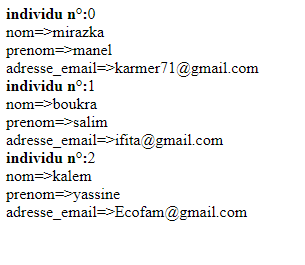 individu n°:0
nom=>mirazka
prenom=>manel
adresse_email=>karmer71@gmail.com
individu n°:1
nom=>boukra
prenom=>salim
adresse_email=>ifita@gmail.com
individu n°:2
nom=>kalem
prenom=>yassine
adresse_email=>Ecofam@gmail.com